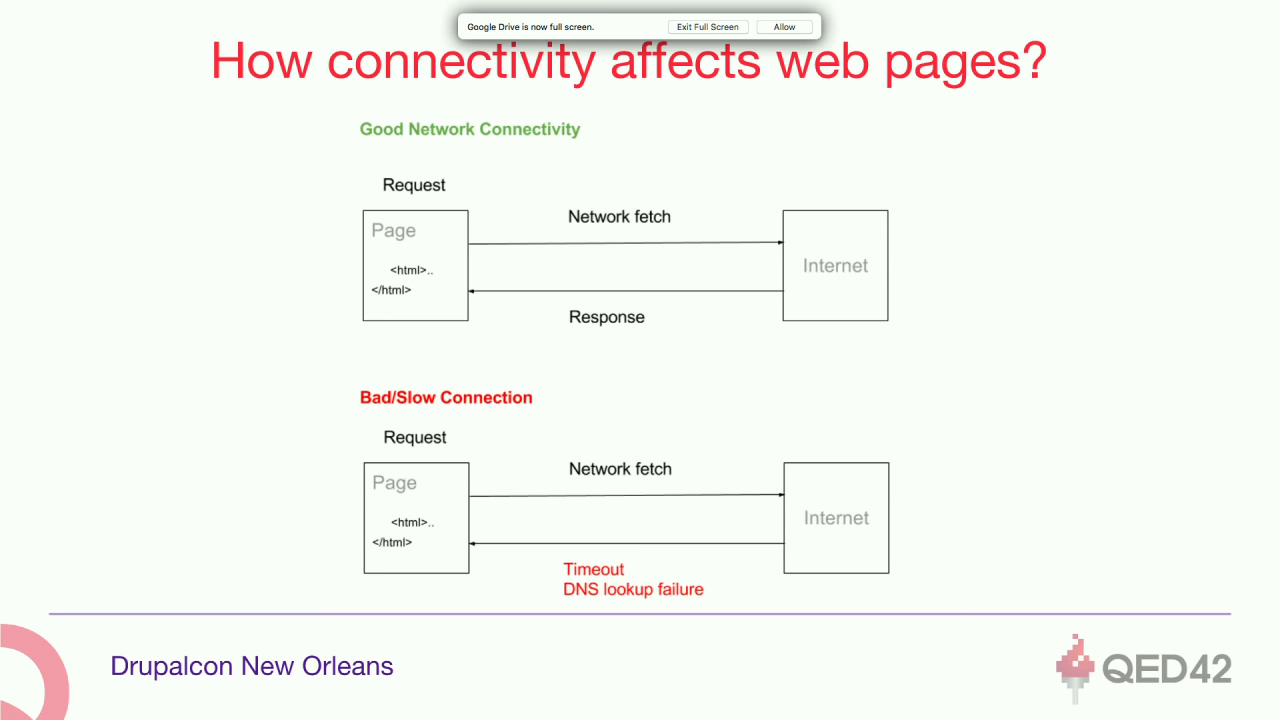 Google Drive is now full screen.
Exit Full Screen
Allow
How connectivity affects web pages?
Good Network Connectivity
Request
Page
<html>..
</html>
Network fetch
Response
Internet
Bad/Slow Connection
Request
Page
<html>..
</html>
Network fetch
Timeout
DNS lookup failure
Internet
Drupalcon New Orleans
QED42